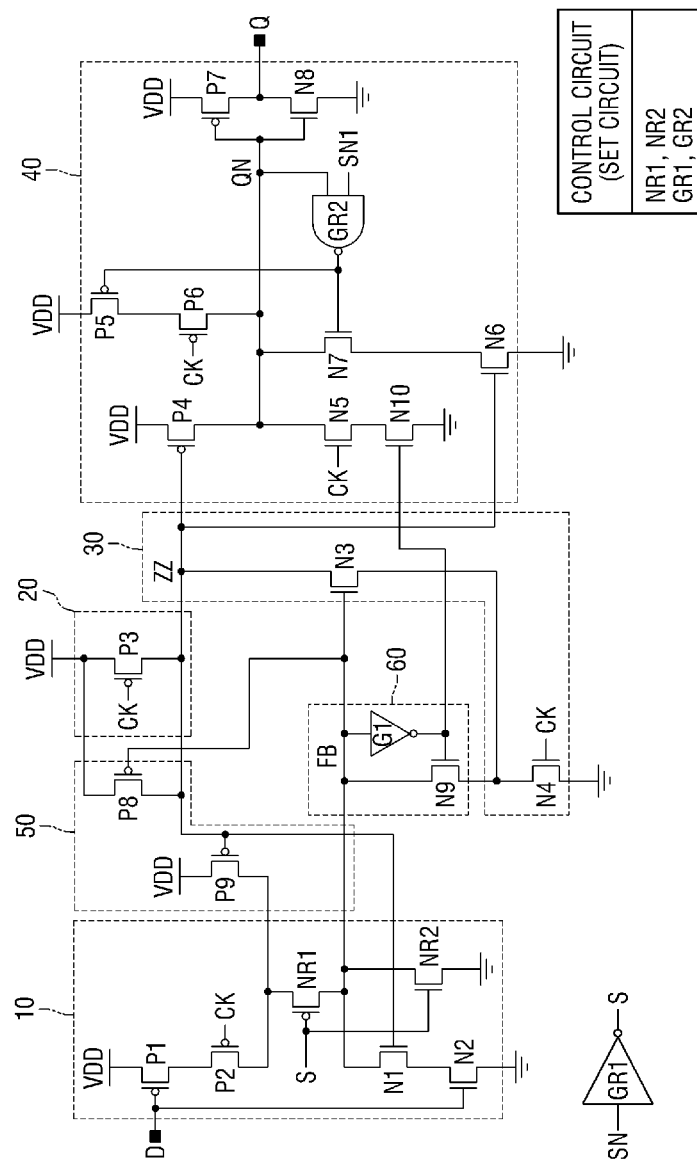 10
50
20
30
40
VDD
P1
D
P2
CK
VDD
P9
NR1
S
N1
NR2
N2
VDD
P8
P3
CK
ZZ
FB
60
G1
N9
N3
N4
CK
VDD
P4
VDD
P5
P6
CK
QN
N5
CK
N10
N7
N6
GR2
SN1
VDD
P7
N8
Q
SN
GR1
S
CONTROL CIRCUIT
(SET CIRCUIT)
NR1, NR2
GR1, GR2